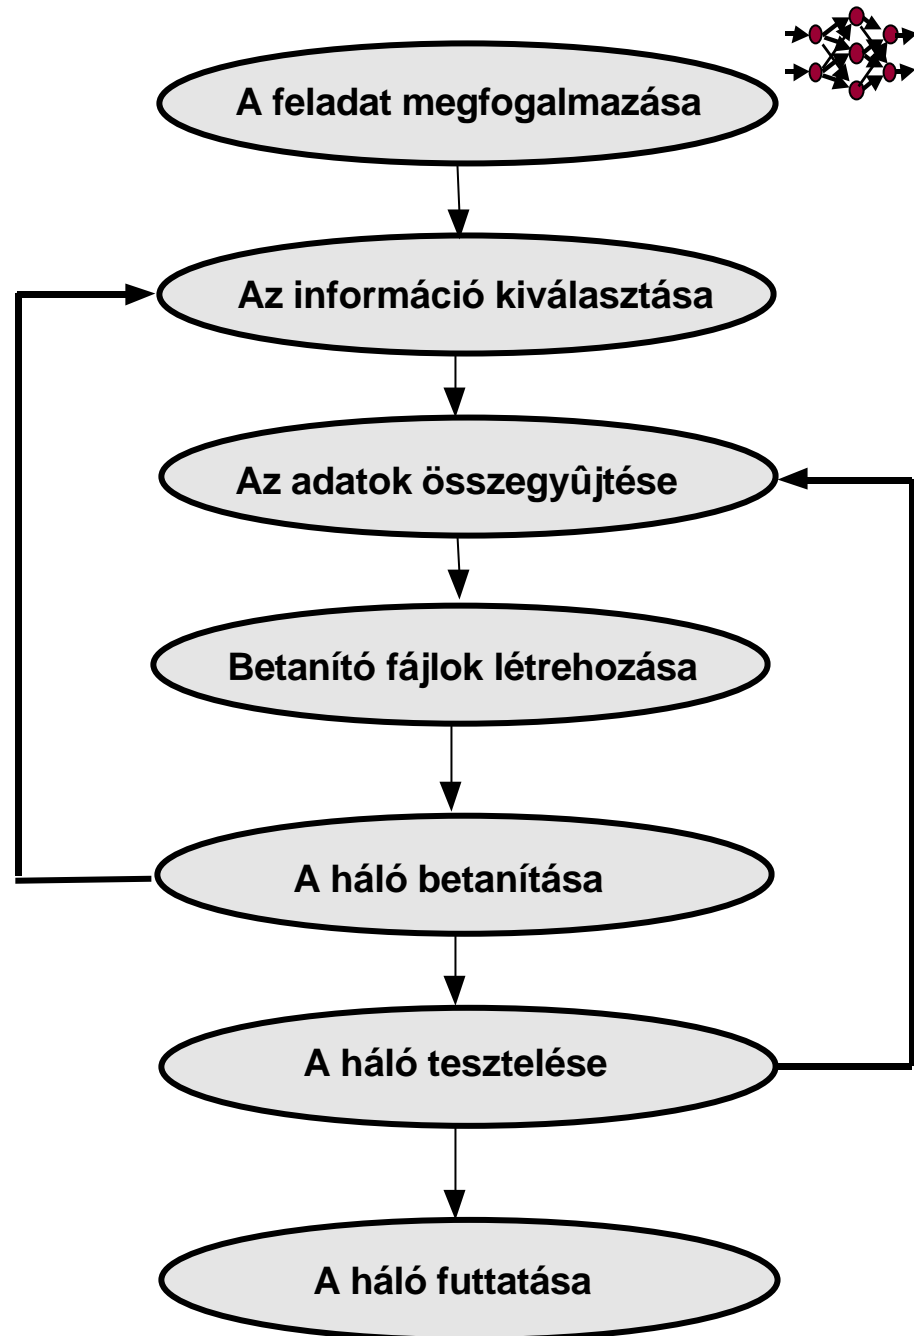 A feladat megfogalmazása
Az információ kiválasztása
Az adatok összegyûjtése
Betanító fájlok létrehozása
A háló betanítása
A háló tesztelése
A háló futtatása